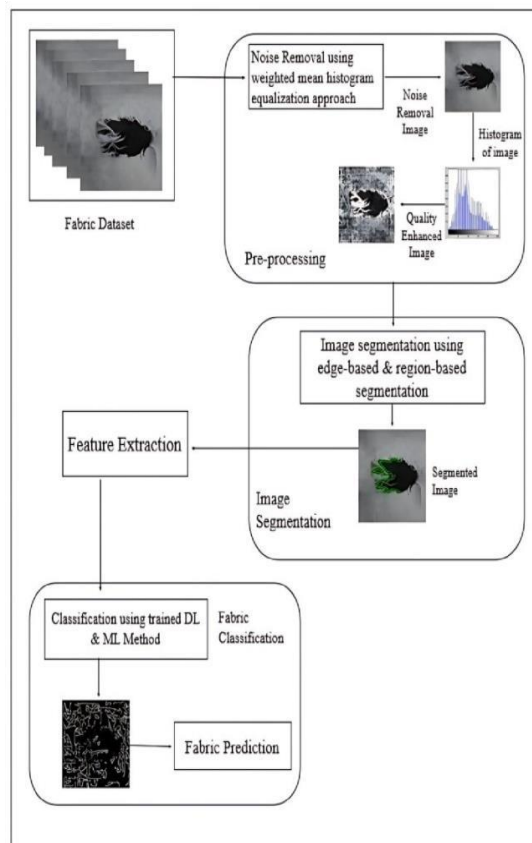 Fabric Dataset
Noise Removal using
weighted mean histogram
equalization approach
Noise
Removal
Image
Histogram
of image
Quality
Enhanced
Image
Pre-processing
Image segmentation using
edge-based & region-based
segmentation
Segmented
Image
Image
Segmentation
Feature Extraction
Classification using trained DL
& ML Method
Fabric
Classification
Fabric Prediction